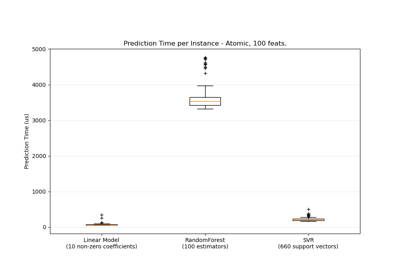 Prediction Time per Instance - Atomic, 100 feats.
Prediction Time (us)
5000
4000
3000
2000
1000
0
Linear Model
(10 non-zero coefficients)
RandomForest
(100 estimators)
SVR
(660 support vectors)